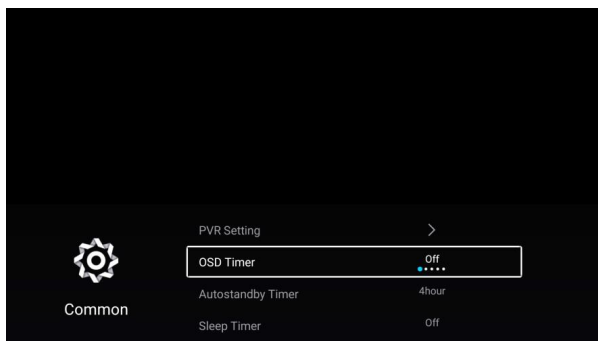 PVR Setting
OSD Timer Off
Autostandby Timer 4hour
Sleep Timer Off
Common